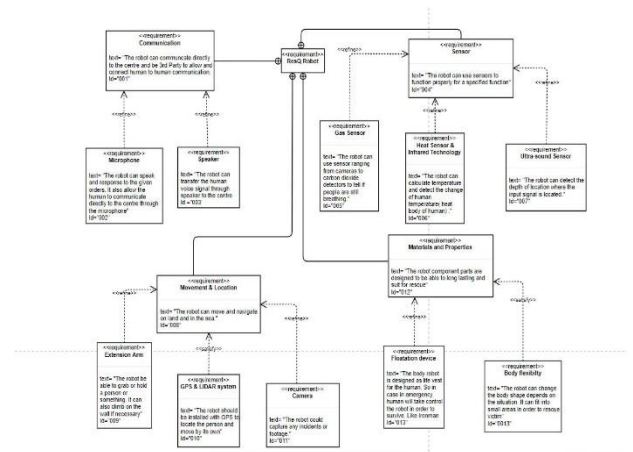 <<requirement>>
Communication
text= "The robot can communicate directly
to the centre and be 3rd Party to allow and
connect human to human communication.
Id="001"
<<requirement>>
ResQ Robot
<<requirement>>
Sensor
text= "The robot can use sensors to
function properly for a specified function"
Id="004"
<<refine>>
<<refine>>
<<requirement>>
Microphone
text= "The robot can speak
and response to the given
orders. It also allow the
human to communicate
directly to the centre through
the microphone"
Id="002"
<<requirement>>
Speaker
text= "The robot can
transfer the human
voice signal through
speaker to the centre
Id="003
<<requirement>>
Gas Sensor
text= "The robot can
use sensor ranging
from cameras to
carbon dioxide
detectors to tell if
people are still
breathing."
Id="005"
<<requirement>>
Heat Sensor &
Infrared Technology
text= "The robot can
calculate temperature
and detect the change
of human
temperature( heat
body of human) ."
Id="006"
<<requirement>>
Ultra-sound Sensor
text= "The robot can detect the
depth of location where the
input signal is located."
Id="007"
<<requirement>>
Movement & Location
text= "The robot can move and navigate
on land and in the sea."
Id="008"
<<requirement>>
Materials and Properties
text= "The robot component parts are
designed to be able to long lasting and
suit for rescue"
Id="012"
<<satisfy>>
<<satisfy>>
<<requirement>>
Extension Arm
text= "The robot be
able to grab or hold
a person or
something. It can
also climb on the
wall if necessary"
Id="009"
<<requirement>>
GPS & LIDAR system
text= "The robot should
be installed with GPS to
locate the person and
move by its own"
Id="010"
<<requirement>>
Camera
text= "The robot could
capture any incidents or
footage."
Id="011"
<<requirement>>
Floatation device
text= "The body robot
is designed as life vest
for the human. So in
case in emergency,
human will take control
the robot in order to
survive. Like Ironman
Id="013"
<<requirement>>
Body flexibilty
text= "The robot can change
the body shape depends on
the situation. It can fit into
small areas in order to rescue
victim"
Id="0013"